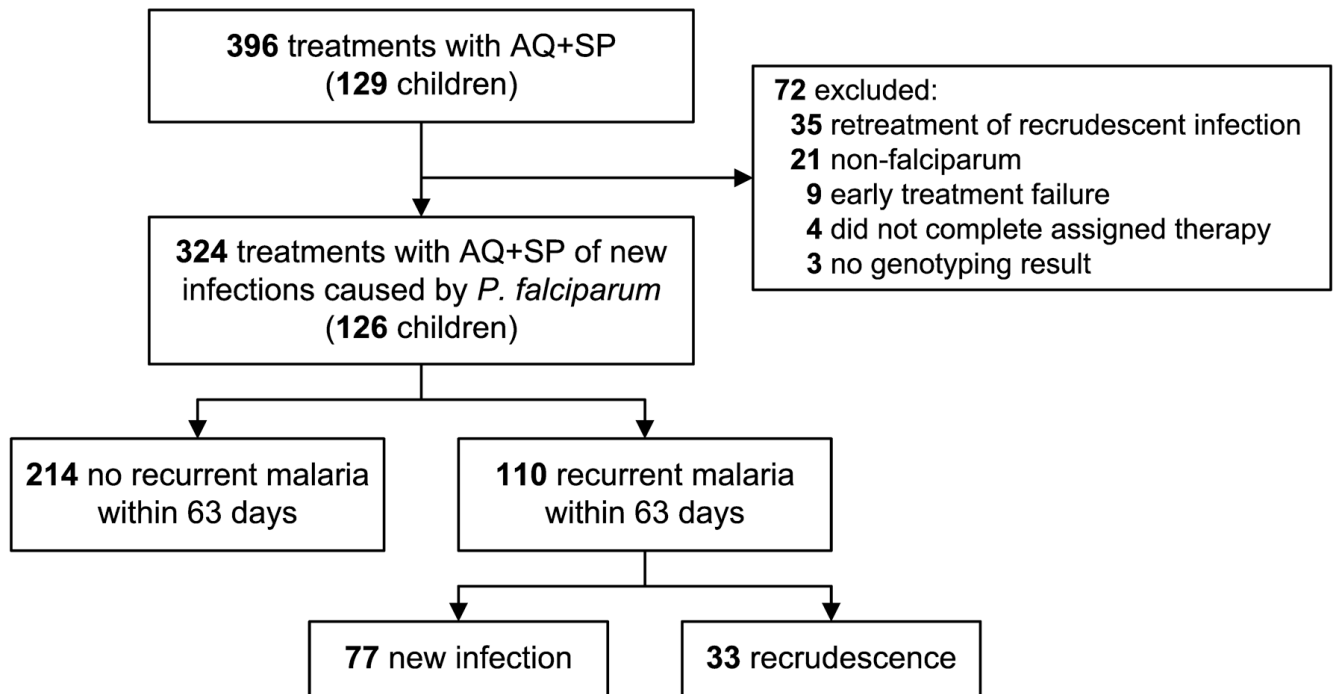 396 treatments with AQ+SP
(129 children)
72 excluded:
35 retreatment of recrudescent infection
21 non-falciparum
9 early treatment failure
4 did not complete assigned therapy
3 no genotyping result
324 treatments with AQ+SP of new
infections caused by P. falciparum
(126 children)
214 no recurrent malaria
within 63 days
110 recurrent malaria
within 63 days
77 new infection
33 recrudescence